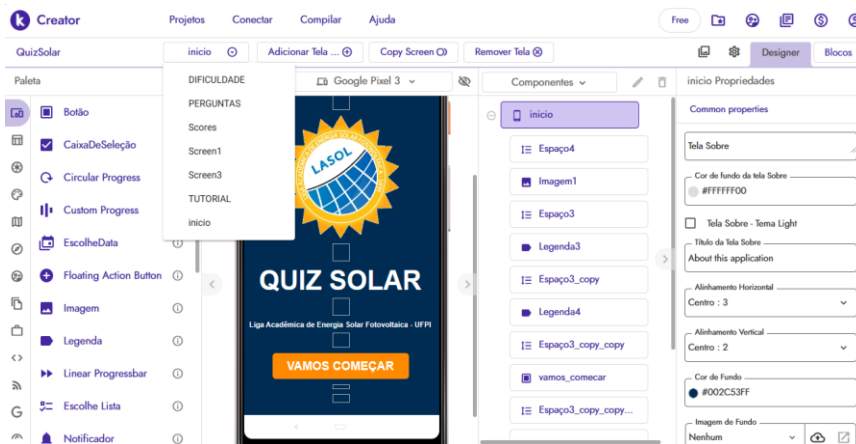 Creator
Projetos
Conectar
Compilar
Ajuda
Free
QuizSolar
inicio
Adicionar Tela ...
Copy Screen
Remover Tela
Designer
Blocos
DIFICULDADE
PERGUNTAS
Scores
Screen1
Screen3
TUTORIAL
inicio
Paleta
Botão
CaixaDeSeleção
Circular Progress
Custom Progress
EscolheData
Floating Action Button
Imagem
Legenda
Linear Progressbar
Escolhe Lista
Notificador
Google Pixel 3
LASOL
QUIZ SOLAR
Liga Acadêmica de Energia Solar Fotovoltaica - UFPI
VAMOS COMEÇAR
Componentes
inicio
Espaço4
Imagem1
Espaço3
Legenda3
Espaço3_copy
Legenda4
Espaço3_copy_copy
vamos_comecar
Espaço3_copy_copy...
inicio Propriedades
Common properties
Tela Sobre
Cor de fundo da tela Sobre
#FFFFFF00
Tela Sobre - Tema Light
Título da Tela Sobre
About this application
Alinhamento Horizontal
Centro : 3
Alinhamento Vertical
Centro : 2
Cor de Fundo
#002C53FF
Imagem de Fundo
Nenhum